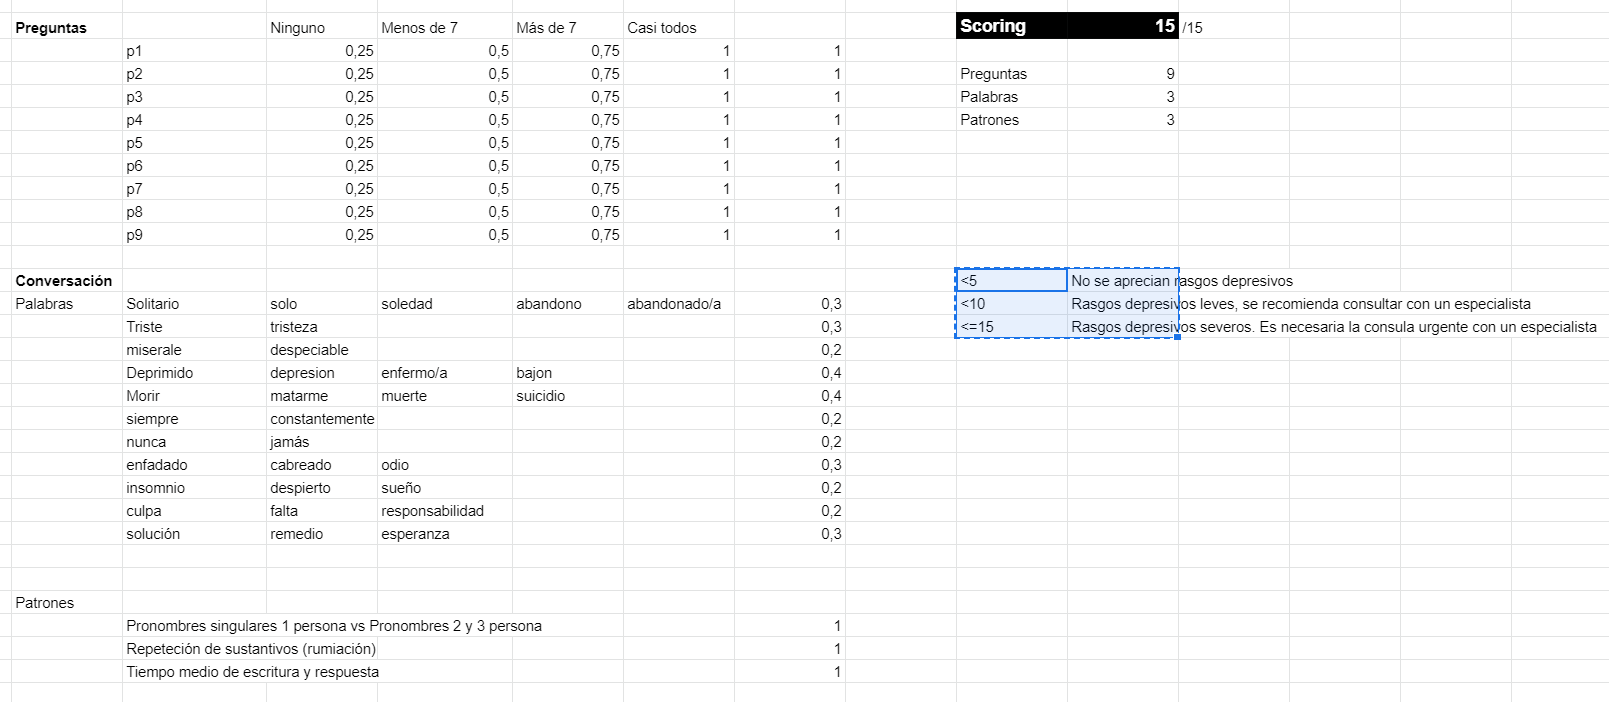 Preguntas Ninguno Menos de 7 Más de 7 Casi todos Scoring 15 /15
p1 0,25 0,5 0,75 1 1
p2 0,25 0,5 0,75 1 1 Preguntas 9
p3 0,25 0,5 0,75 1 1 Palabras 3
p4 0,25 0,5 0,75 1 1 Patrones 3
p5 0,25 0,5 0,75 1 1
p6 0,25 0,5 0,75 1 1
p7 0,25 0,5 0,75 1 1
p8 0,25 0,5 0,75 1 1
p9 0,25 0,5 0,75 1 1
Conversación <5 No se aprecian rasgos depresivos
Palabras Solitario solo soledad abandono abandonado/a 0,3 <10 Rasgos depresivos leves, se recomienda consultar con un especialista
Triste tristeza 0,3 <=15 Rasgos depresivos severos. Es necesaria la consula urgente con un especialista
miserale despeciable 0,2
Deprimido depresion enfermo/a bajon 0,4
Morir matarme muerte suicidio 0,4
siempre constantemente 0,2
nunca jamás 0,2
enfadado cabreado odio 0,3
insomnio despierto sueño 0,2
culpa falta responsabilidad 0,2
solución remedio esperanza 0,3
Patrones
Pronombres singulares 1 persona vs Pronombres 2 y 3 persona 1
Repeteción de sustantivos (rumiación) 1
Tiempo medio de escritura y respuesta 1